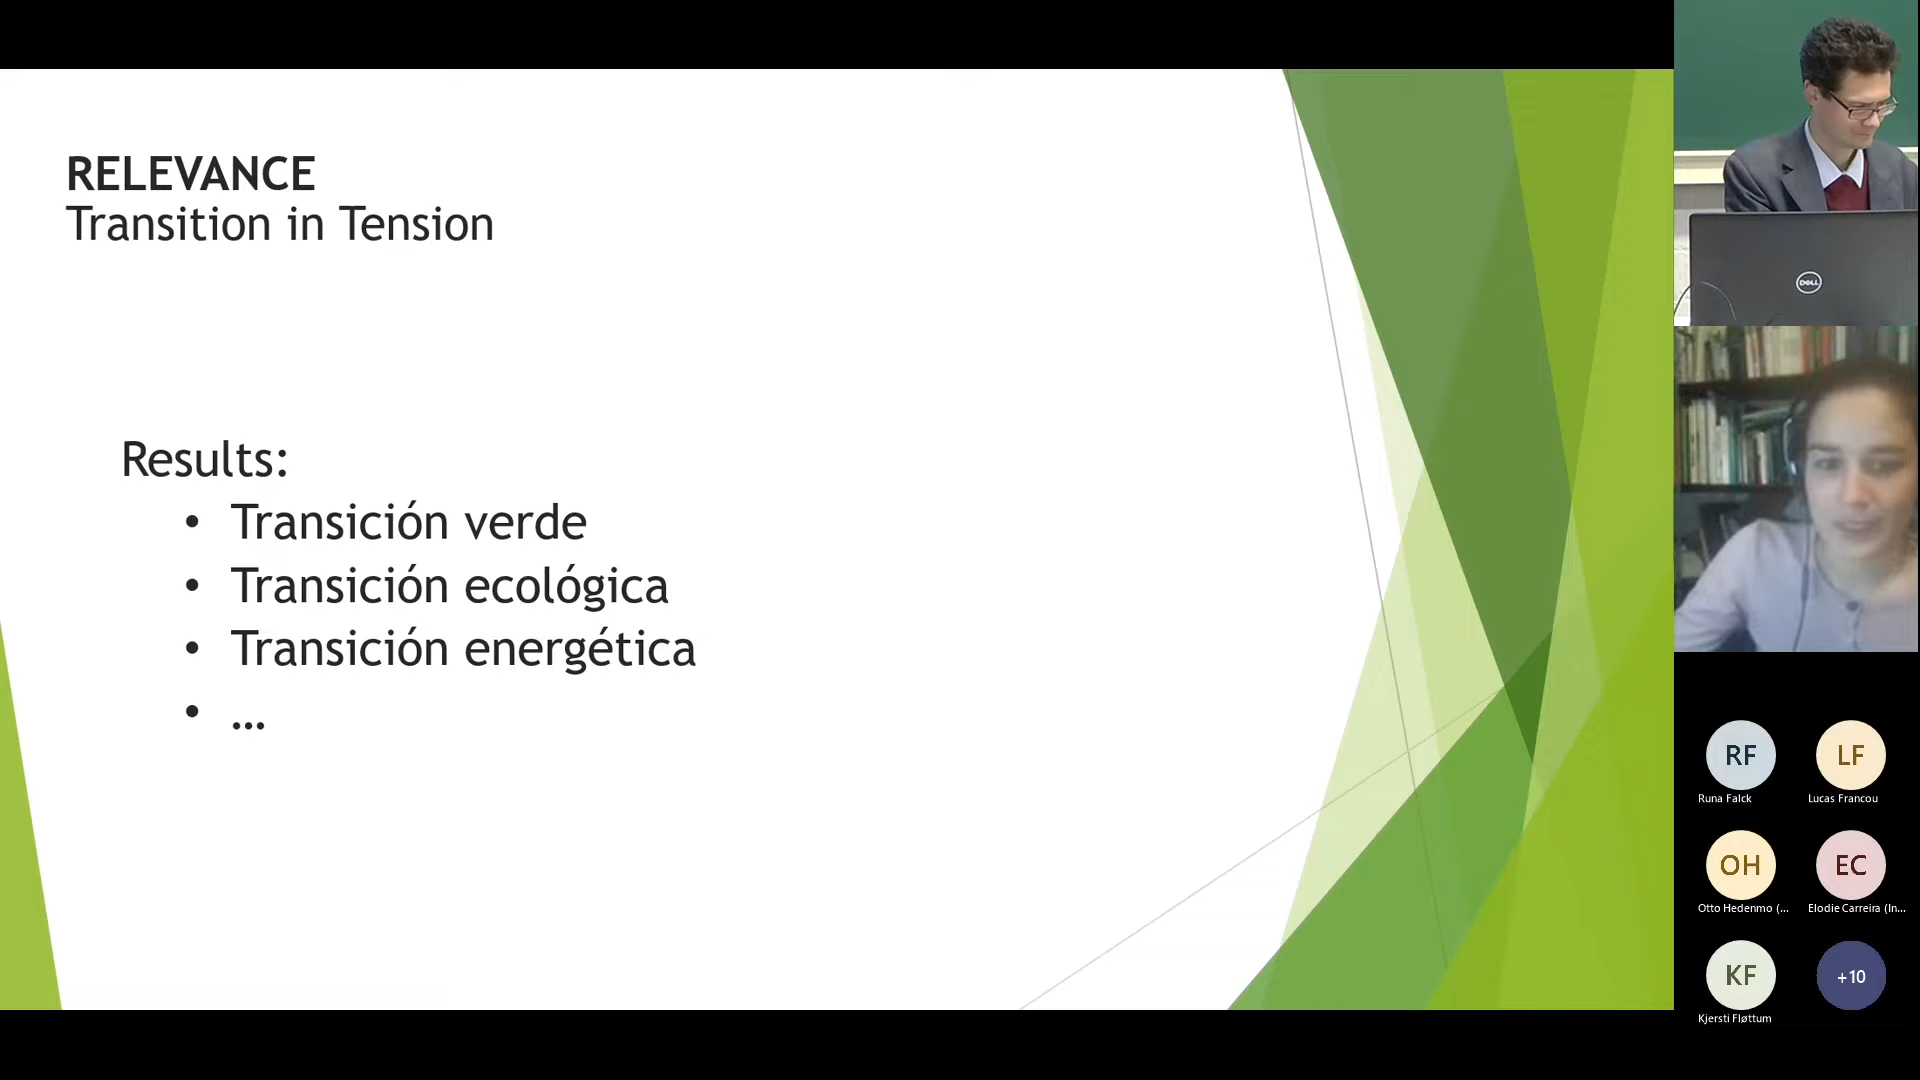 RELEVANCE
Transition in Tension
Results:
• Transición verde
• Transición ecológica
• Transición energética
• ...
DELL
RF
Runa Falck
LF
Lucas Francou
OH
Otto Hedenmo (...
EC
Elodie Carreira (In...
KF
Kjersti Fløttum
+10